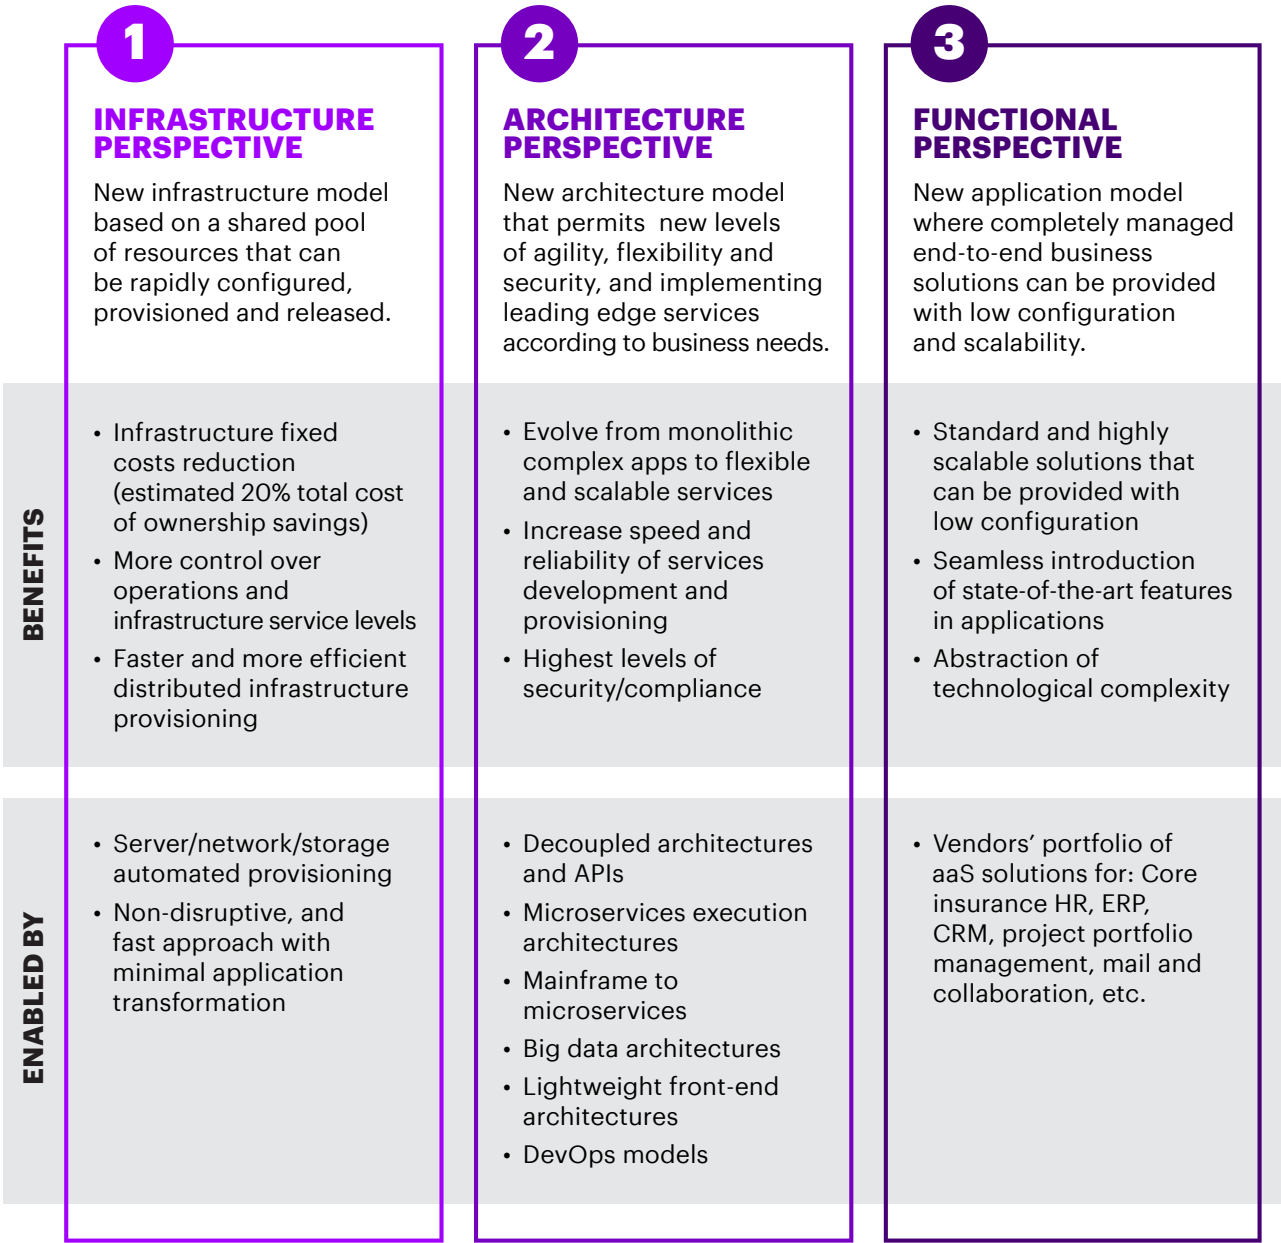 1
INFRASTRUCTURE
PERSPECTIVE
New infrastructure model
based on a shared pool
of resources that can
be rapidly configured,
provisioned and released.
2
ARCHITECTURE
PERSPECTIVE
New architecture model
that permits new levels
of agility, flexibility and
security, and implementing
leading edge services
according to business needs.
3
FUNCTIONAL
PERSPECTIVE
New application model
where completely managed
end-to-end business
solutions can be provided
with low configuration
and scalability.
BENEFITS
• Infrastructure fixed
costs reduction
(estimated 20% total cost
of ownership savings)
• More control over
operations and
infrastructure service levels
• Faster and more efficient
distributed infrastructure
provisioning
• Evolve from monolithic
complex apps to flexible
and scalable services
• Increase speed and
reliability of services
development and
provisioning
• Highest levels of
security/compliance
• Standard and highly
scalable solutions that
can be provided with
low configuration
• Seamless introduction
of state-of-the-art features
in applications
• Abstraction of
technological complexity
ENABLED BY
• Server/network/storage
automated provisioning
• Non-disruptive, and
fast approach with
minimal application
transformation
• Decoupled architectures
and APIs
• Microservices execution
architectures
• Mainframe to
microservices
• Big data architectures
• Lightweight front-end
architectures
• DevOps models
• Vendors’ portfolio of
aaS solutions for: Core
insurance HR, ERP,
CRM, project portfolio
management, mail and
collaboration, etc.